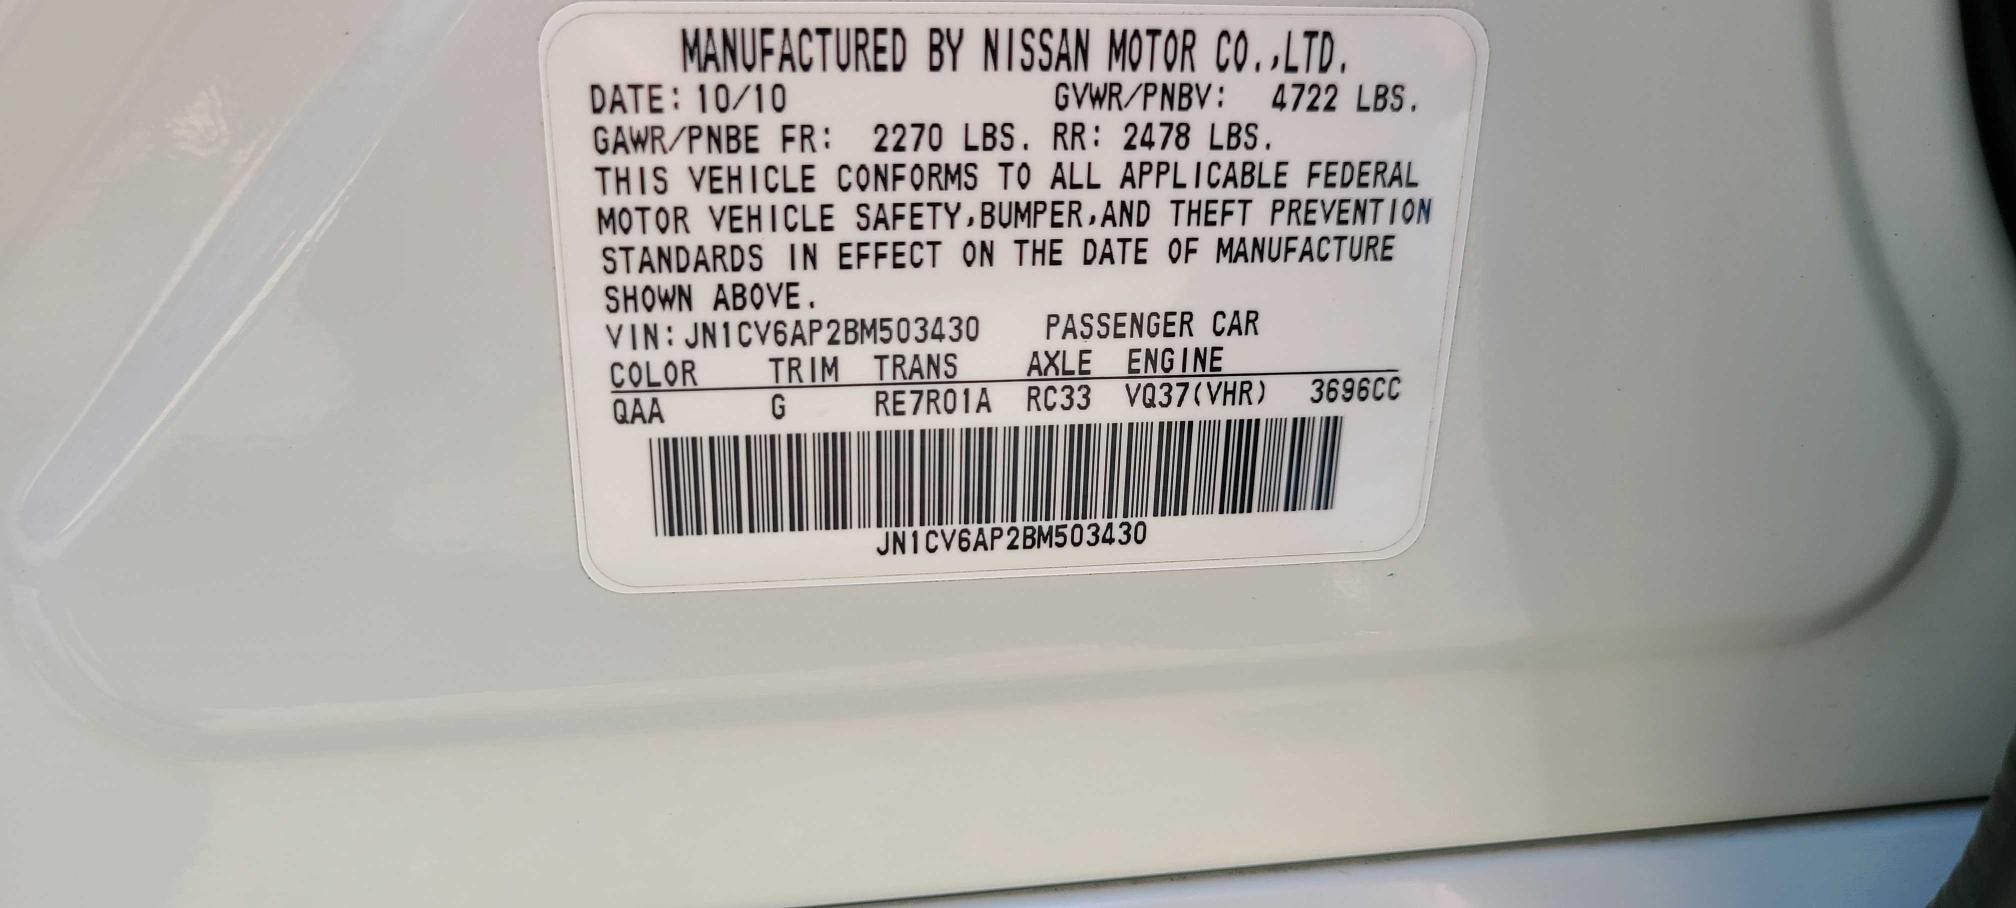 MANUFACTURED BY NISSAN MOTOR CO.,LTD.
DATE: 10/10 GVWR/PNBV: 4722 LBS.
GAWR/PNBE FR: 2270 LBS. RR: 2478 LBS.
THIS VEHICLE CONFORMS TO ALL APPLICABLE FEDERAL
MOTOR VEHICLE SAFETY,BUMPER,AND THEFT PREVENTION
STANDARDS IN EFFECT ON THE DATE OF MANUFACTURE
SHOWN ABOVE.
VIN: JN1CV6AP2BM503430 PASSENGER CAR
COLOR TRIM TRANS AXLE ENGINE
QAA G RE7R01A RC33 VQ37(VHR) 3696CC
JN1CV6AP2BM503430